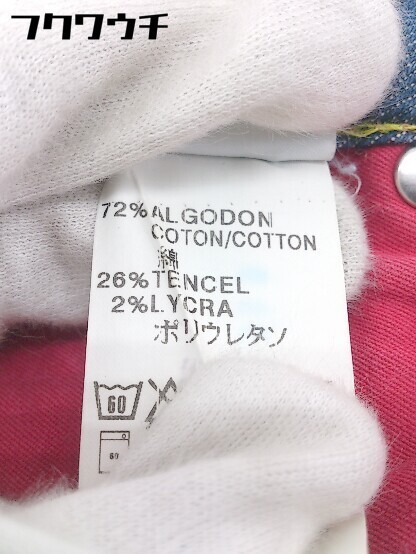 フクワウチ
72% ALGODON
COTON/COTTON
綿
26% TENCEL
2% LYCRA
ポリウレタン
60
60